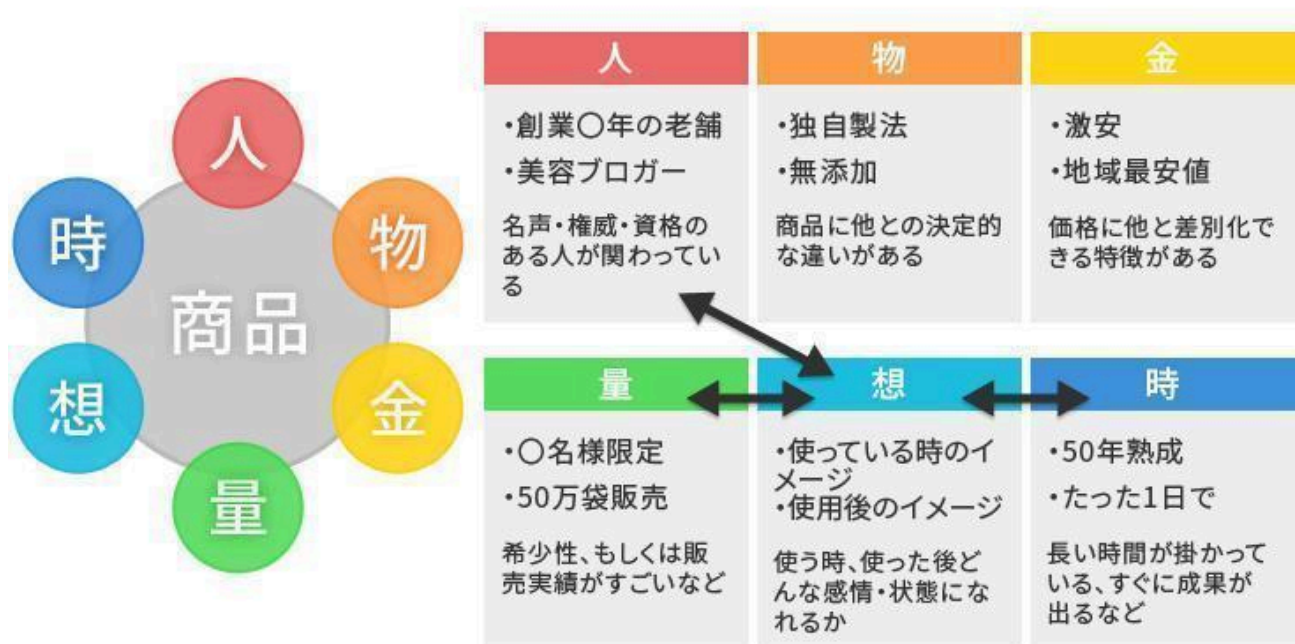 人
物
金
量
想
時
商品
人
・創業〇年の老舗
・美容ブロガー
名声・権威・資格の
ある人が関わってい
る
物
・独自製法
・無添加
商品に他との決定的
な違いがある
金
・激安
・地域最安値
価格に他と差別化で
きる特徴がある
量
・〇名様限定
・50万袋販売
希少性、もしくは販
売実績がすごいなど
想
・使っている時のイ
メージ
・使用後のイメージ
使う時、使った後ど
んな感情・状態にな
れるか
時
・50年熟成
・たった1日で
長い時間が掛かって
いる、すぐに成果が
出るなど